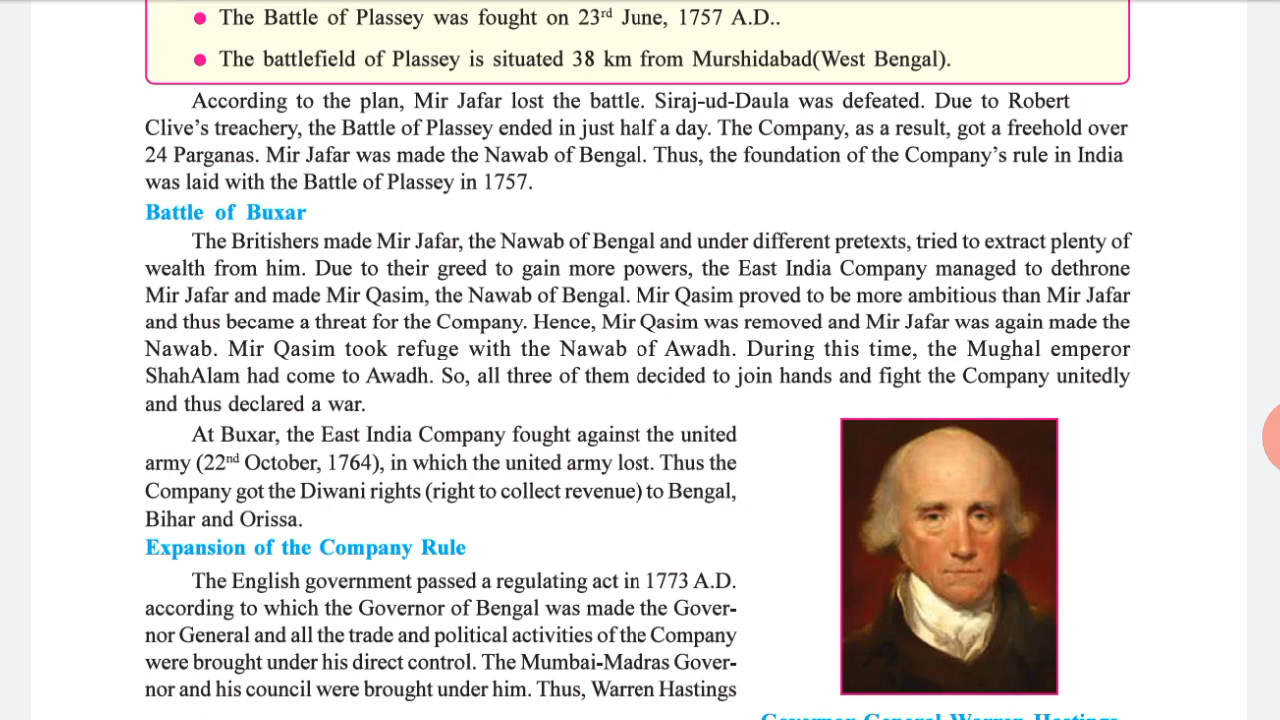 ● The Battle of Plassey was fought on 23rd June, 1757 A.D..
● The battlefield of Plassey is situated 38 km from Murshidabad(West Bengal).
According to the plan, Mir Jafar lost the battle. Siraj-ud-Daula was defeated. Due to Robert
Clive's treachery, the Battle of Plassey ended in just half a day. The Company, as a result, got a freehold over
24 Parganas. Mir Jafar was made the Nawab of Bengal. Thus, the foundation of the Company's rule in India
was laid with the Battle of Plassey in 1757.
Battle of Buxar
The Britishers made Mir Jafar, the Nawab of Bengal and under different pretexts, tried to extract plenty of
wealth from him. Due to their greed to gain more powers, the East India Company managed to dethrone
Mir Jafar and made Mir Qasim, the Nawab of Bengal. Mir Qasim proved to be more ambitious than Mir Jafar
and thus became a threat for the Company. Hence, Mir Qasim was removed and Mir Jafar was again made the
Nawab. Mir Qasim took refuge with the Nawab of Awadh. During this time, the Mughal emperor
ShahAlam had come to Awadh. So, all three of them decided to join hands and fight the Company unitedly
and thus declared a war.
At Buxar, the East India Company fought against the united
army (22nd October, 1764), in which the united army lost. Thus the
Company got the Diwani rights (right to collect revenue) to Bengal,
Bihar and Orissa.
Expansion of the Company Rule
The English government passed a regulating act in 1773 A.D.
according to which the Governor of Bengal was made the Gover-
nor General and all the trade and political activities of the Company
were brought under his direct control. The Mumbai-Madras Gover-
nor and his council were brought under him. Thus, Warren Hastings
Governor General Warren Hastings